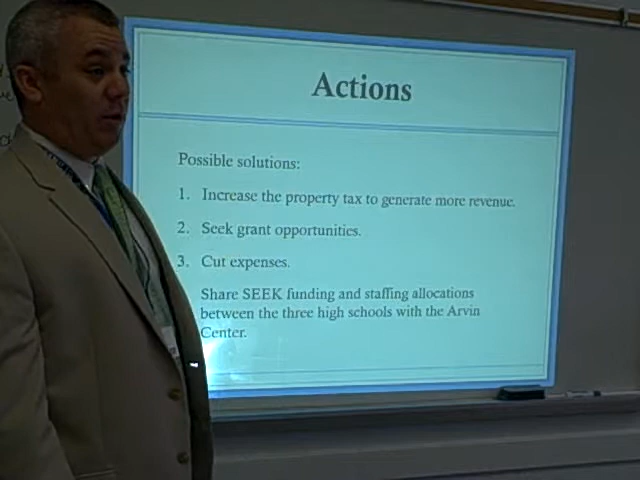 Actions
Possible solutions:
1. Increase the property tax to generate more revenue.
2. Seek grant opportunities.
3. Cut expenses.
Share SEEK funding and staffing allocations
between the three high schools with the Arvin
Center.